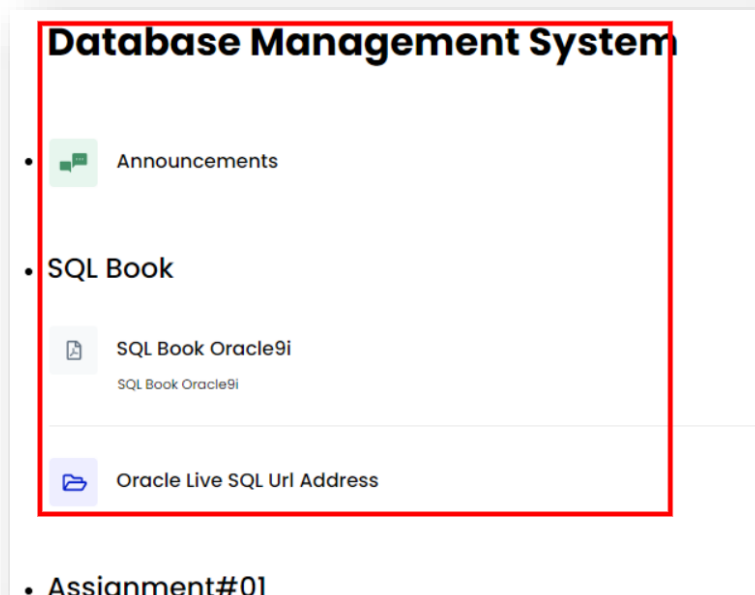 Database Management System
Announcements
SQL Book
SQL Book Oracle9i
SQL Book Oracle9i
Oracle Live SQL Url Address
Assignment#01